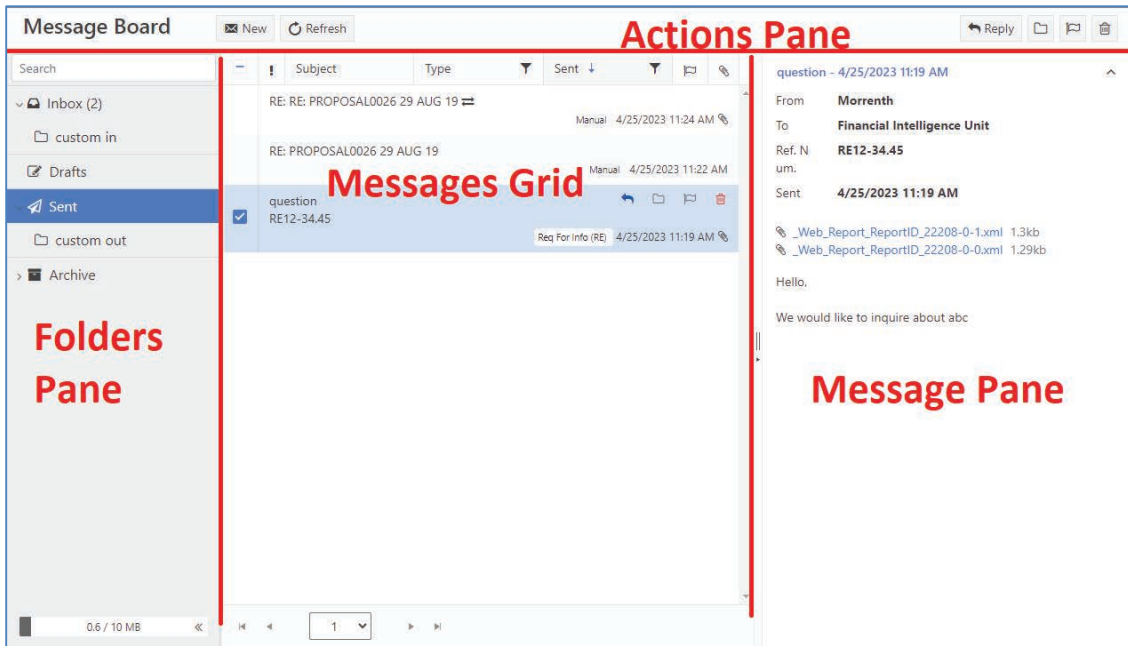 Message Board
New
Refresh
Actions Pane
Reply
Search
Inbox (2)
custom in
Drafts
Sent
custom out
Archive
Folders
Pane
0.6 / 10 MB
! Subject Type Sent
RE: RE: PROPOSAL0026 29 AUG 19
Manual 4/25/2023 11:24 AM
RE: PROPOSAL0026 29 AUG 19
Manual 4/25/2023 11:22 AM
Messages Grid
question
RE12-34.45
Req For Info (RE) 4/25/2023 11:19 AM
1
question - 4/25/2023 11:19 AM
From Morrenth
To Financial Intelligence Unit
Ref. N RE12-34.45
um.
Sent 4/25/2023 11:19 AM
_Web_Report_ReportID_22208-0-1.xml 1.3kb
_Web_Report_ReportID_22208-0-0.xml 1.29kb
Hello,
We would like to inquire about abc
Message Pane